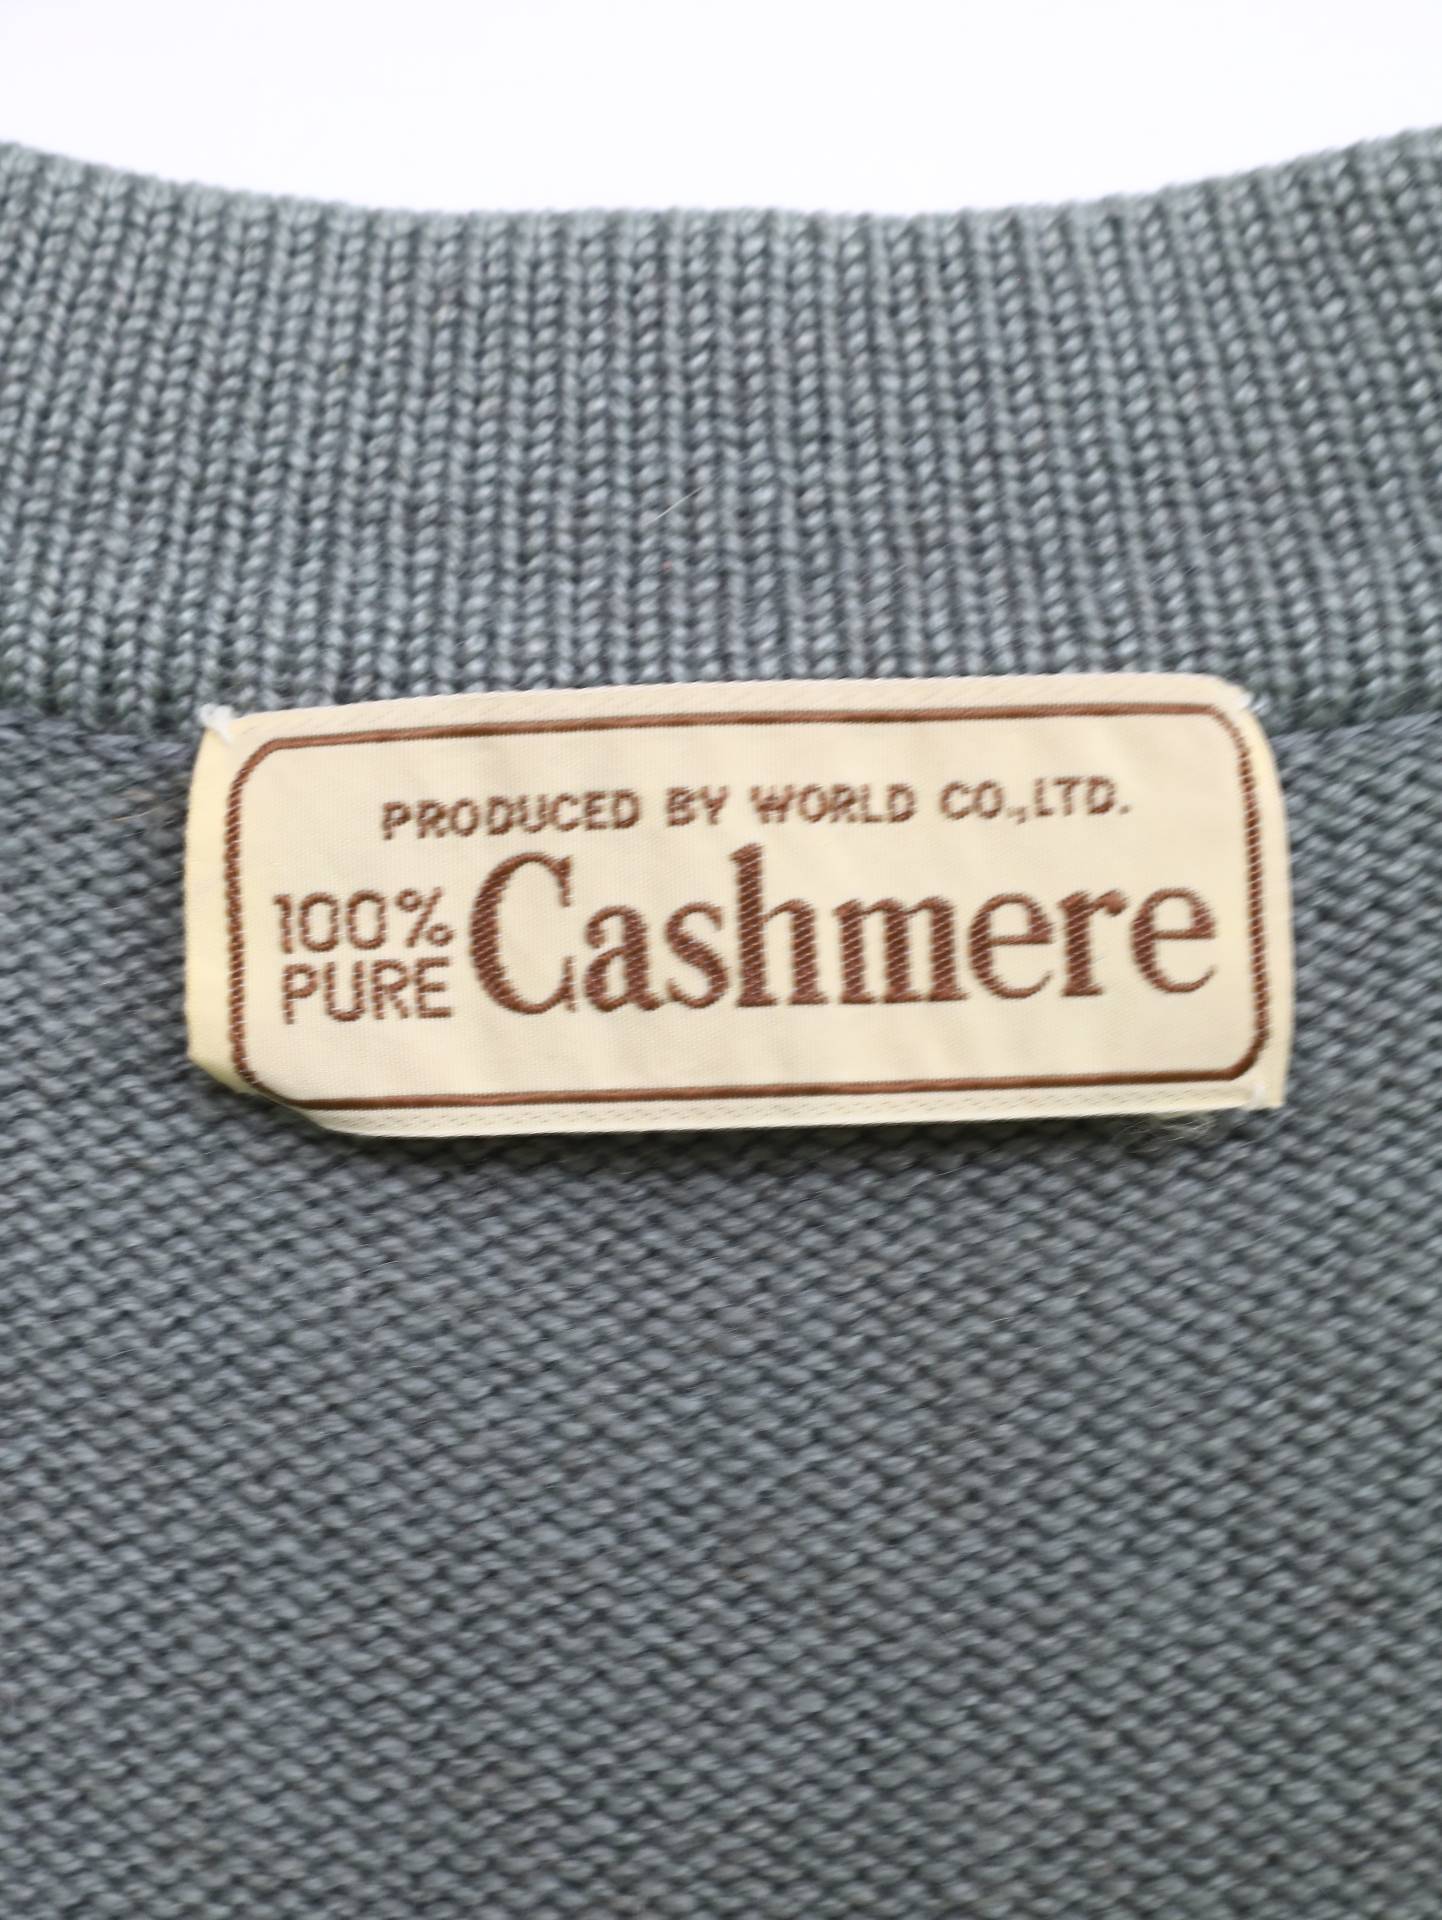 PRODUCED BY WORLD CO.,LTD.
100% PURE Cashmere